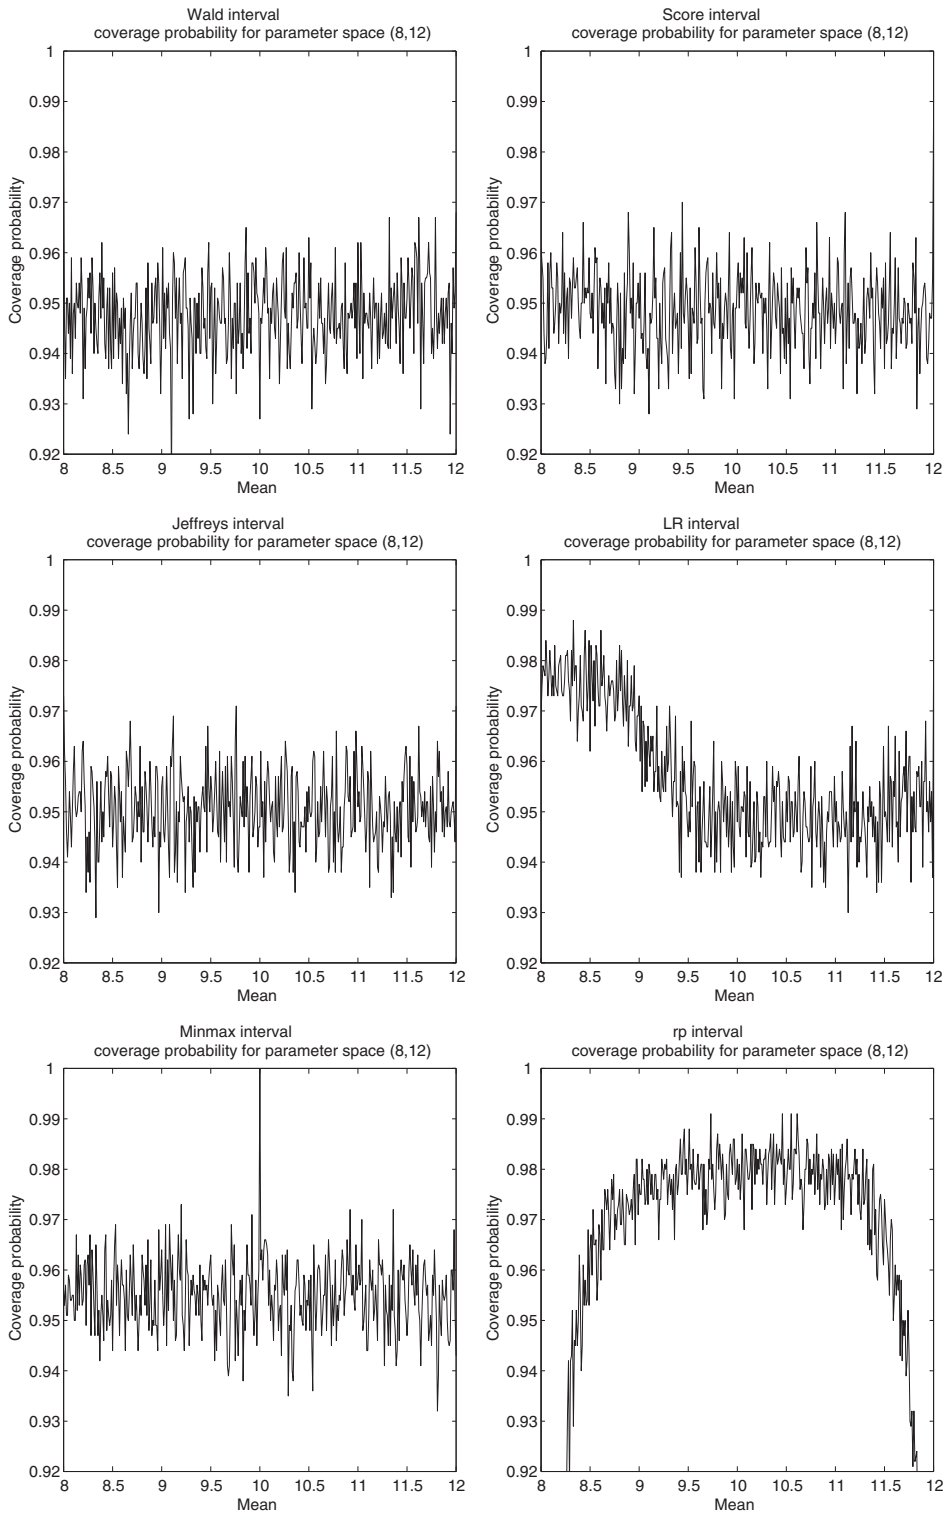 Wald interval
coverage probability for parameter space (8,12)
1
0.99
0.98
0.97
0.96
0.95
0.94
0.93
0.92
Coverage probability
8 8.5 9 9.5 10 10.5 11 11.5 12
Mean
Score interval
coverage probability for parameter space (8,12)
1
0.99
0.98
0.97
0.96
0.95
0.94
0.93
0.92
Coverage probability
8 8.5 9 9.5 10 10.5 11 11.5 12
Mean
Jeffreys interval
coverage probability for parameter space (8,12)
1
0.99
0.98
0.97
0.96
0.95
0.94
0.93
0.92
Coverage probability
8 8.5 9 9.5 10 10.5 11 11.5 12
Mean
LR interval
coverage probability for parameter space (8,12)
1
0.99
0.98
0.97
0.96
0.95
0.94
0.93
0.92
Coverage probability
8 8.5 9 9.5 10 10.5 11 11.5 12
Mean
Minmax interval
coverage probability for parameter space (8,12)
1
0.99
0.98
0.97
0.96
0.95
0.94
0.93
0.92
Coverage probability
8 8.5 9 9.5 10 10.5 11 11.5 12
Mean
rp interval
coverage probability for parameter space (8,12)
1
0.99
0.98
0.97
0.96
0.95
0.94
0.93
0.92
Coverage probability
8 8.5 9 9.5 10 10.5 11 11.5 12
Mean